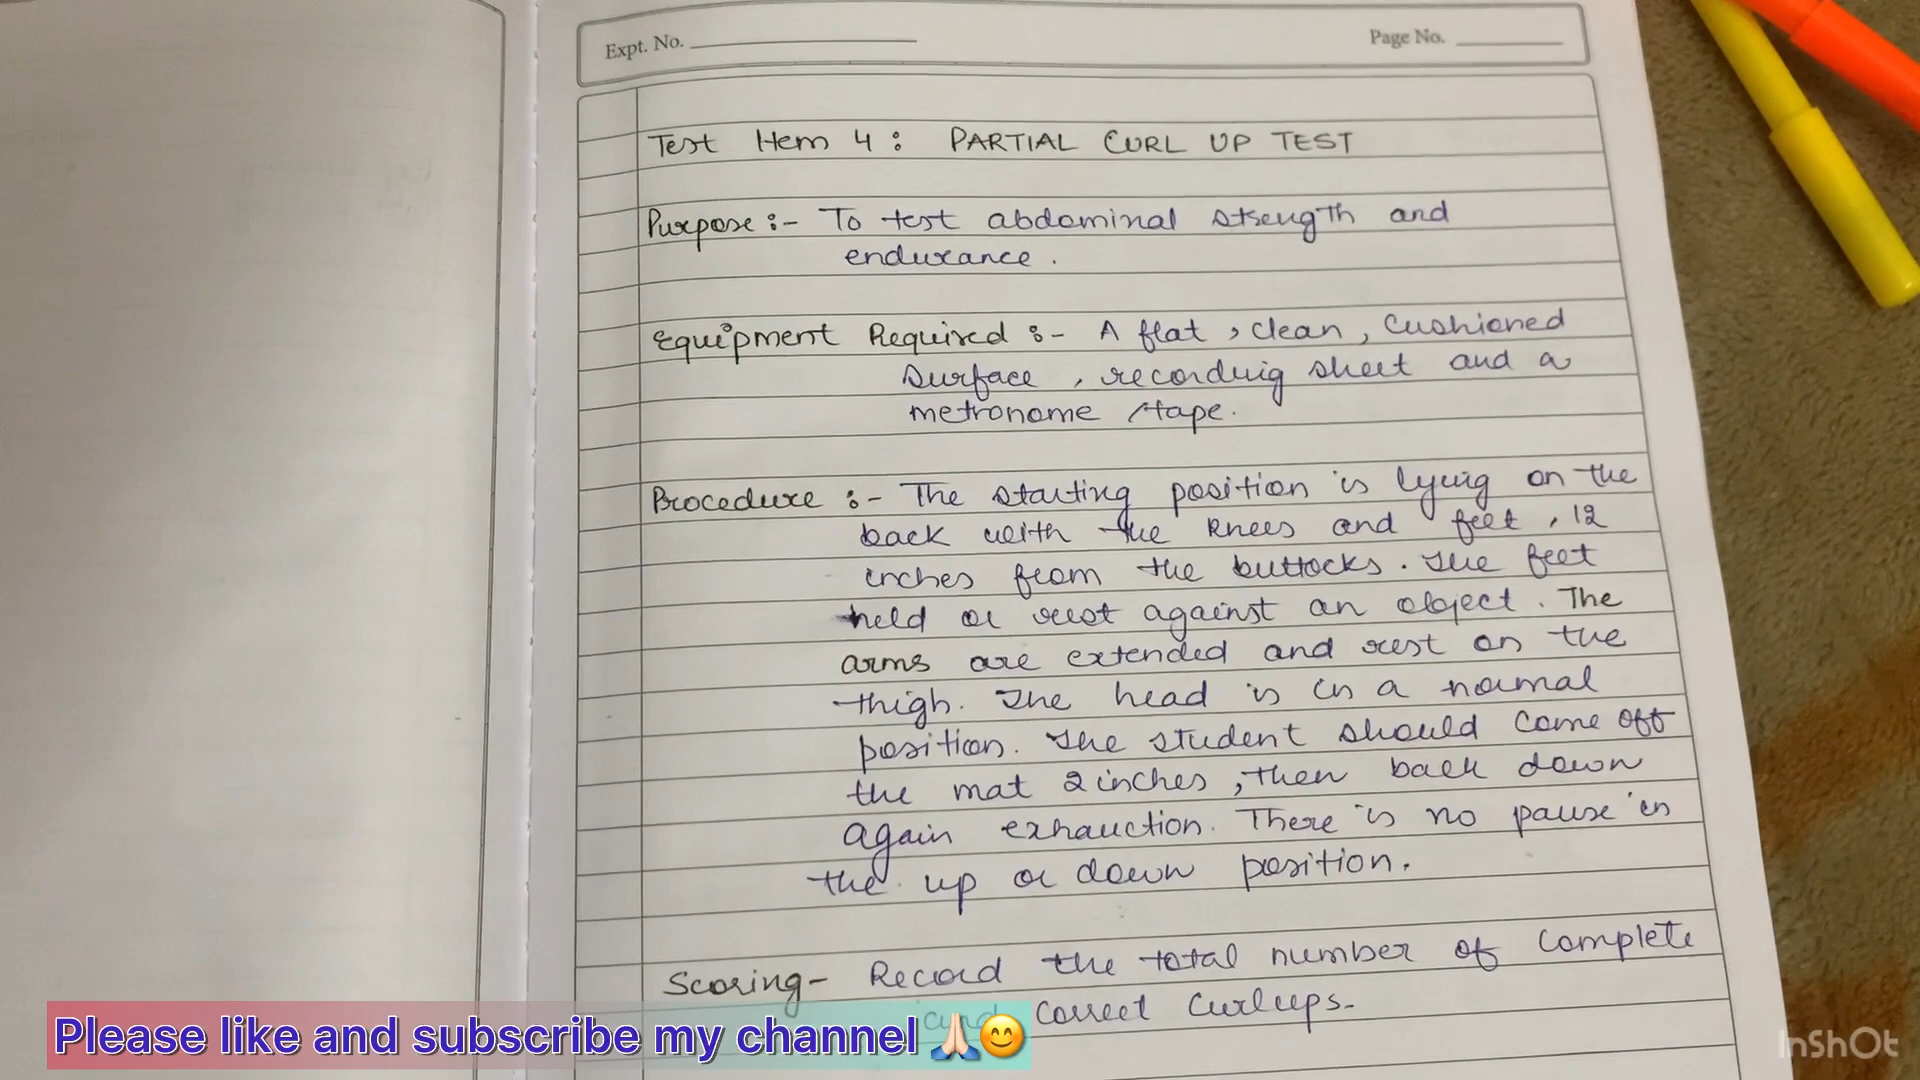 Expt. No.
Page No.
Test Item 4: PARTIAL CURL UP TEST
Purpose:- To test abdominal strength and
endurance.
Equipment Required :- A flat, clean, cushioned
surface, recording sheet and a
metronome /tape.
Procedure :- The starting position is lying on the
back with the knees and feet, 12
inches from the buttocks. The feet
held or rest against an object. The
arms are extended and rest on the
thigh. The head is in a normal
position. The student should come off
the mat 2 inches, then back down
again exhauction. There is no pause in
the up or down position.
Scoring- Record the total number of complete
and correct curlups.
Please like and subscribe my channel 🙏🏻😊
InShOt